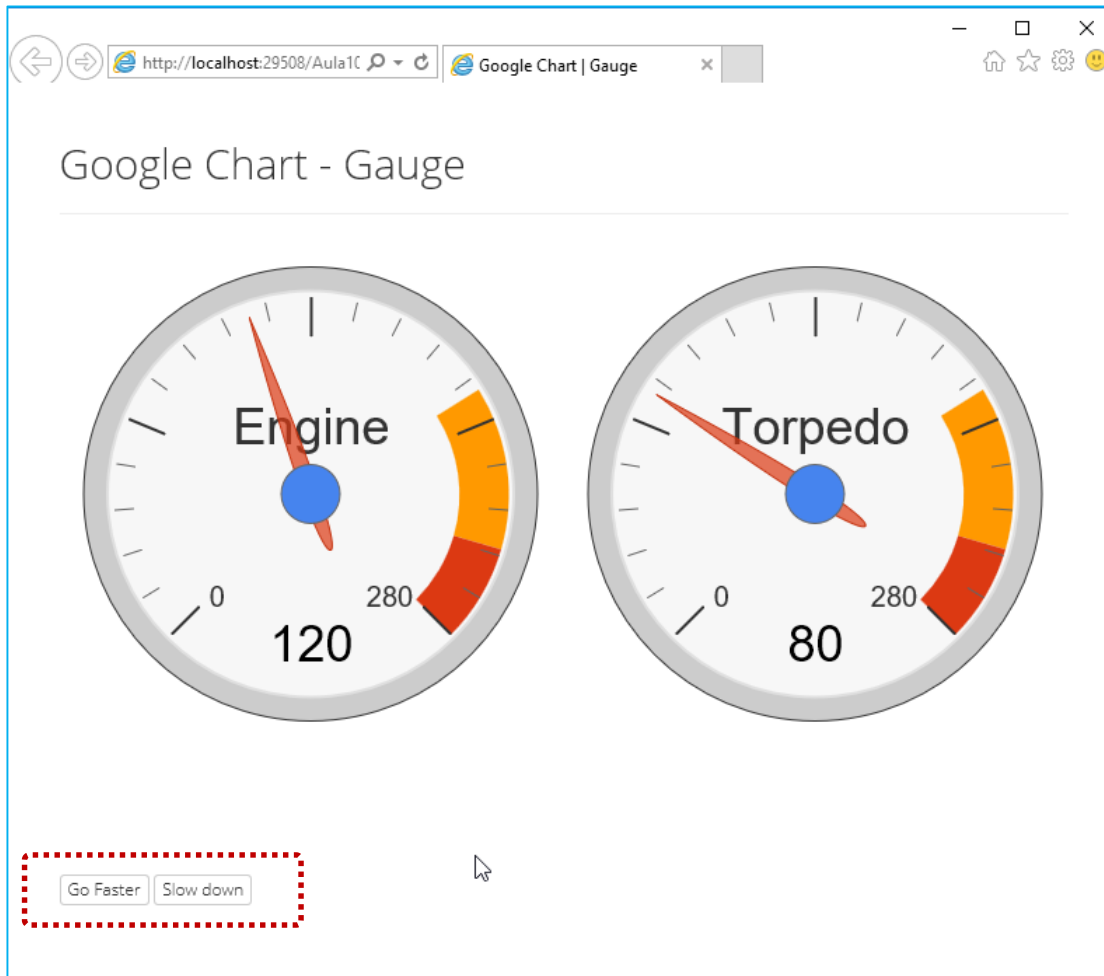 http://localhost:29508/Aula10
Google Chart | Gauge
Google Chart - Gauge
Engine
0
280
120
Torpedo
0
280
80
Go Faster
Slow down